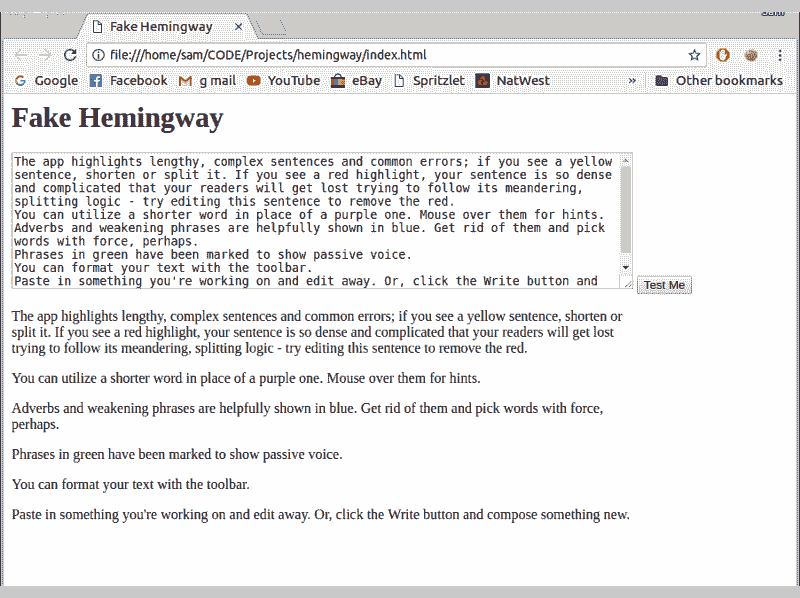 Sam
Fake Hemingway
file:///home/sam/CODE/Projects/hemingway/index.html
Google Facebook g mail YouTube eBay Spritzlet NatWest » Other bookmarks
Fake Hemingway
The app highlights lengthy, complex sentences and common errors; if you see a yellow
sentence, shorten or split it. If you see a red highlight, your sentence is so dense
and complicated that your readers will get lost trying to follow its meandering,
splitting logic - try editing this sentence to remove the red.
You can utilize a shorter word in place of a purple one. Mouse over them for hints.
Adverbs and weakening phrases are helpfully shown in blue. Get rid of them and pick
words with force, perhaps.
Phrases in green have been marked to show passive voice.
You can format your text with the toolbar.
Paste in something you're working on and edit away. Or, click the Write button and
Test Me
The app highlights lengthy, complex sentences and common errors; if you see a yellow sentence, shorten or
split it. If you see a red highlight, your sentence is so dense and complicated that your readers will get lost
trying to follow its meandering, splitting logic - try editing this sentence to remove the red.
You can utilize a shorter word in place of a purple one. Mouse over them for hints.
Adverbs and weakening phrases are helpfully shown in blue. Get rid of them and pick words with force,
perhaps.
Phrases in green have been marked to show passive voice.
You can format your text with the toolbar.
Paste in something you're working on and edit away. Or, click the Write button and compose something new.